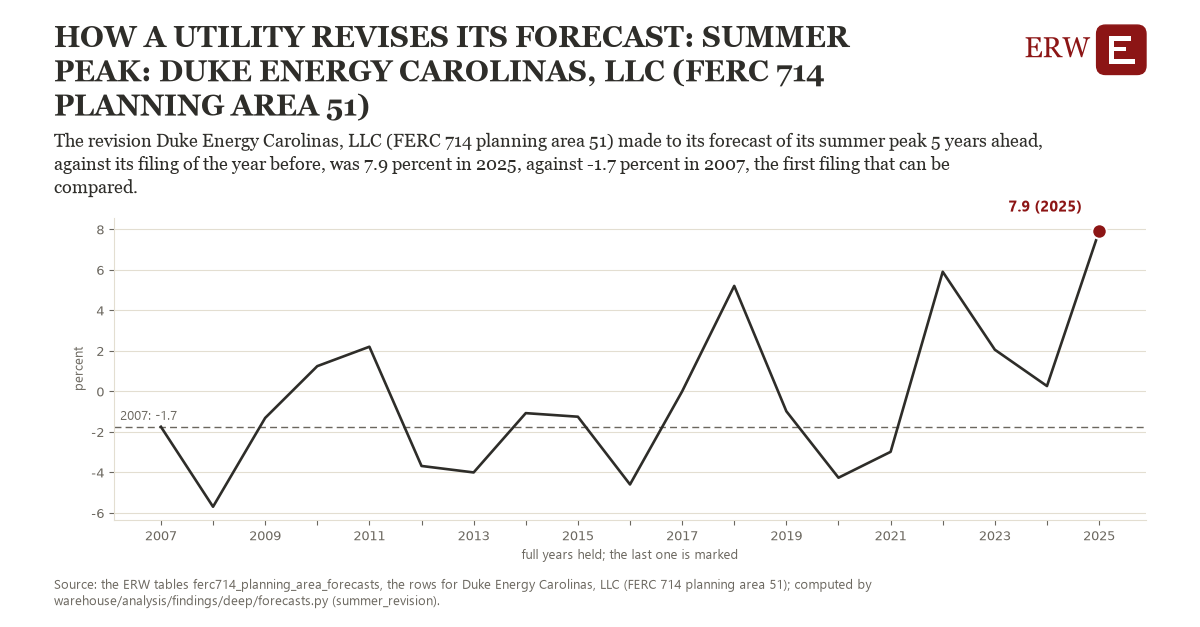 HOW A UTILITY REVISES ITS FORECAST: SUMMER
PEAK: DUKE ENERGY CAROLINAS, LLC (FERC 714
PLANNING AREA 51)
ERW E
The revision Duke Energy Carolinas, LLC (FERC 714 planning area 51) made to its forecast of its summer peak 5 years ahead,
against its filing of the year before, was 7.9 percent in 2025, against -1.7 percent in 2007, the first filing that can be
compared.
7.9 (2025)
8
6
4
2
0
-2
-4
-6
percent
2007: -1.7
2007 2009 2011 2013 2015 2017 2019 2021 2023 2025
full years held; the last one is marked
Source: the ERW tables ferc714_planning_area_forecasts, the rows for Duke Energy Carolinas, LLC (FERC 714 planning area 51); computed by
warehouse/analysis/findings/deep/forecasts.py (summer_revision).